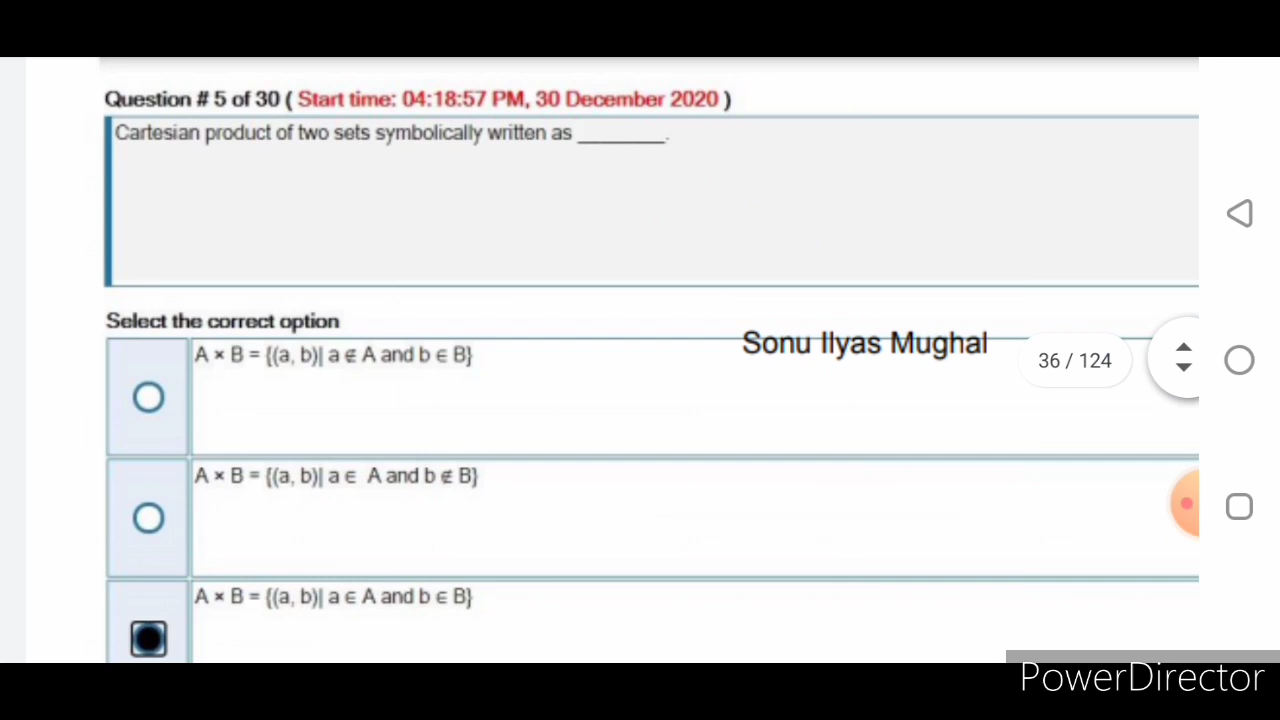 Question # 5 of 30 ( Start time: 04:18:57 PM, 30 December 2020 )
Cartesian product of two sets symbolically written as ________.
Select the correct option
A × B = {(a, b)| a ∉ A and b ∈ B}
Sonu Ilyas Mughal
36 / 124
A × B = {(a, b)| a ∈ A and b ∉ B}
A × B = {(a, b)| a ∈ A and b ∈ B}
PowerDirector